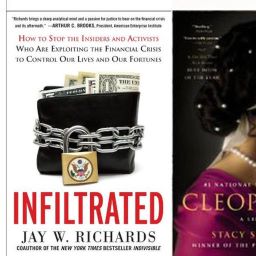 "Richards brings a sharp analytical mind and a passion for justice to bear on the financial crisis
and its aftermath." —ARTHUR C. BROOKS, President, American Enterprise Institute
HOW TO STOP THE INSIDERS AND ACTIVISTS
WHO ARE EXPLOITING THE FINANCIAL CRISIS
TO CONTROL OUR LIVES AND OUR FORTUNES
INFILTRATED
JAY W. RICHARDS
COAUTHOR OF THE NEW YORK TIMES BESTSELLER INDIVISIBLE
#1 NATIONAL
CLEOP
STACY S
WINNER OF THE P